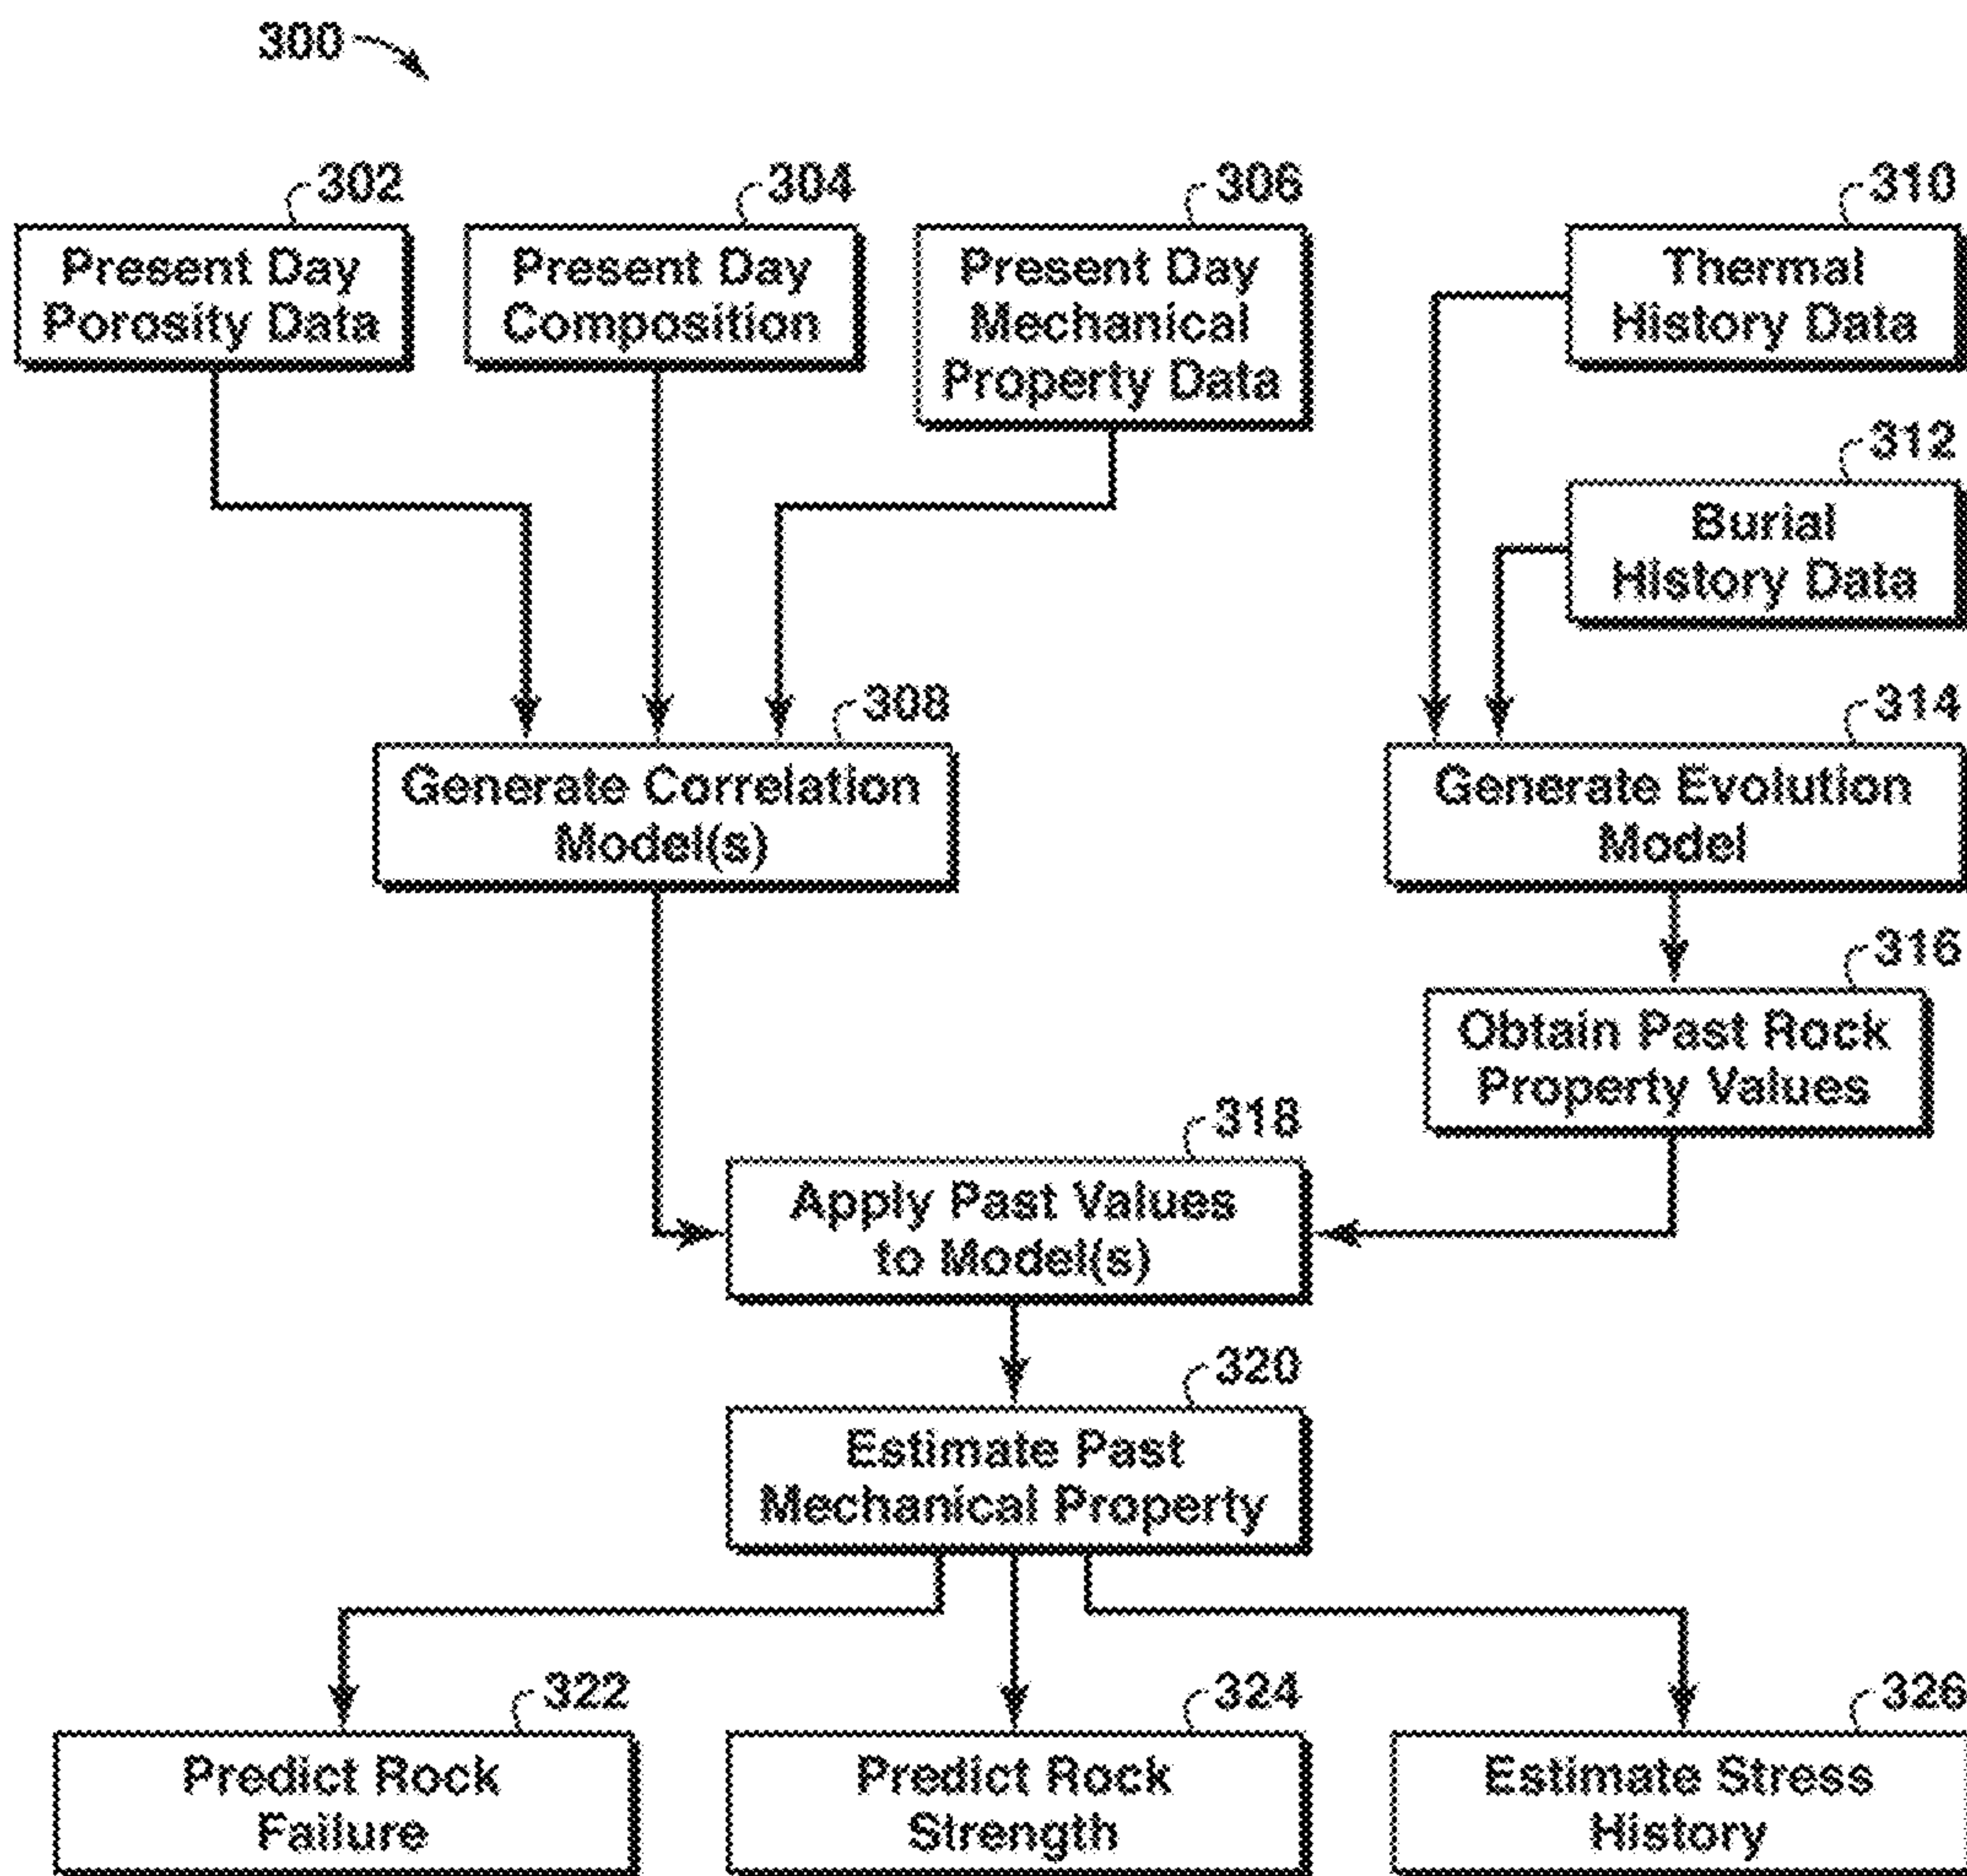 300
302
304
306
310
Present Day
Porosity Data
Present Day
Composition
Present Day
Mechanical
Property Data
Thermal
History Data
312
Burial
History Data
308
314
Generate Correlation
Model(s)
Generate Evolution
Model
316
Obtain Past Rock
Property Values
318
Apply Past Values
to Model(s)
320
Estimate Past
Mechanical Property
322
324
326
Predict Rock
Failure
Predict Rock
Strength
Estimate Stress
History